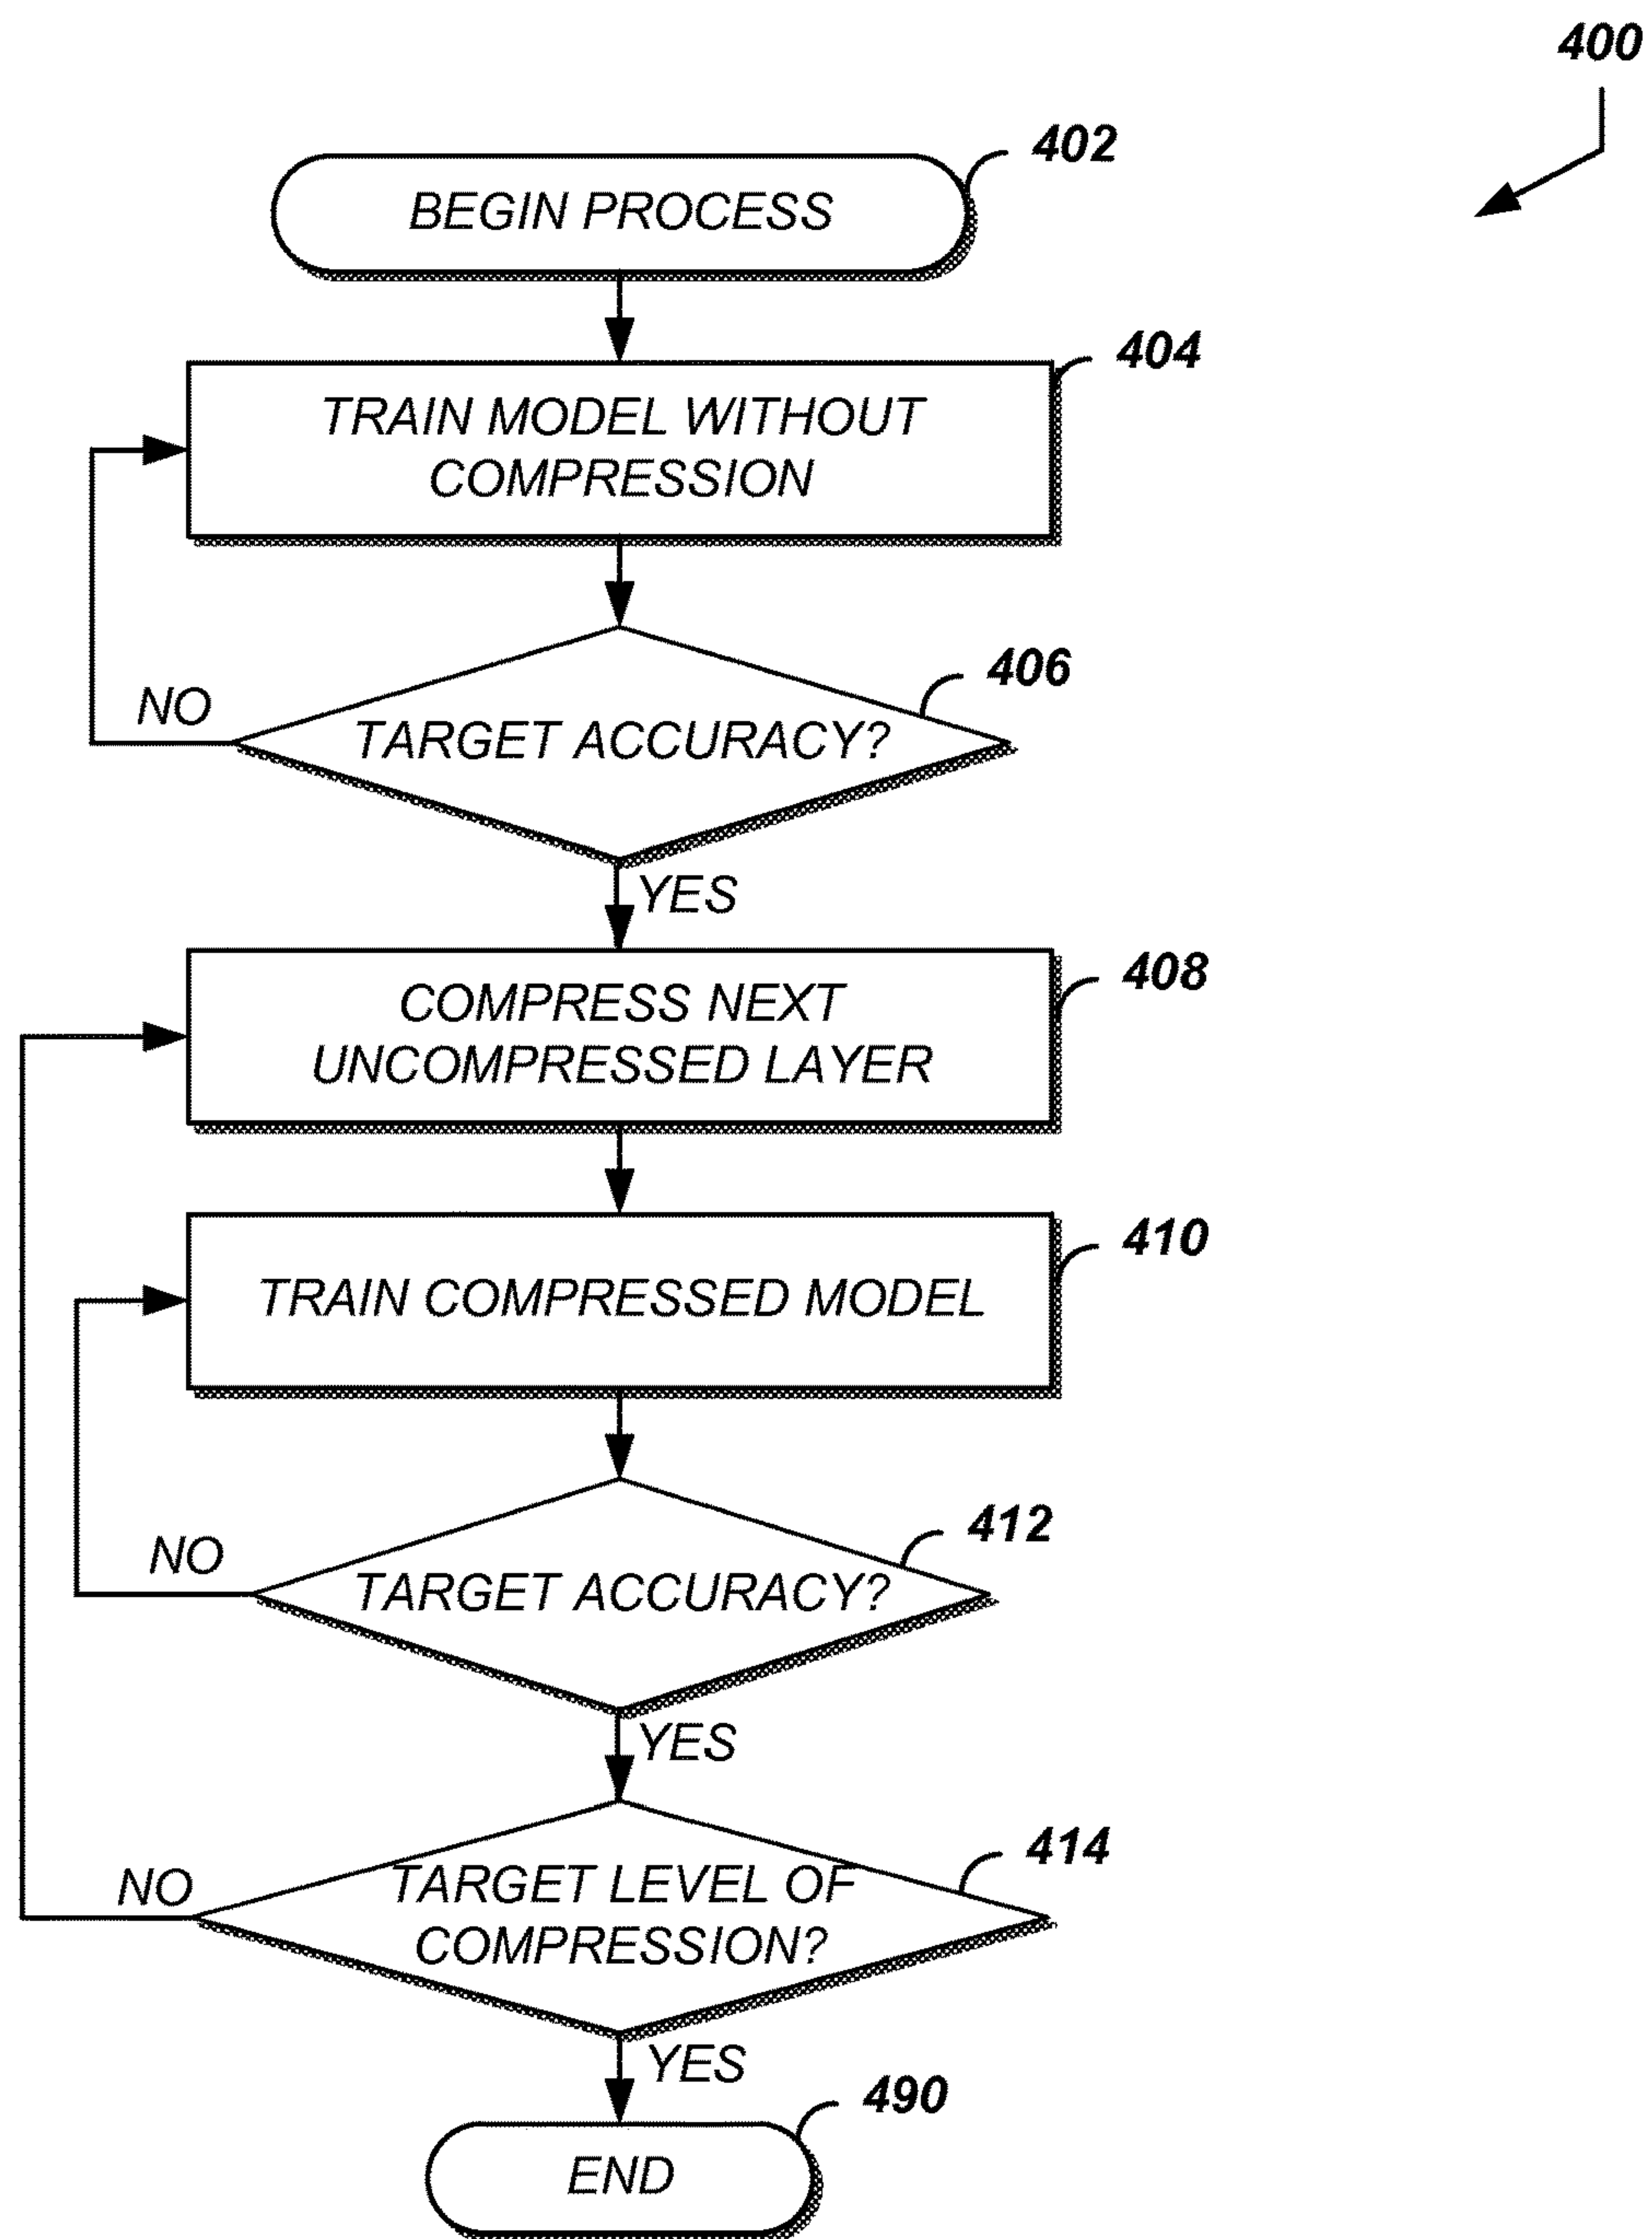 400
402
BEGIN PROCESS
404
TRAIN MODEL WITHOUT
COMPRESSION
406
NO
TARGET ACCURACY?
YES
408
COMPRESS NEXT
UNCOMPRESSED LAYER
410
TRAIN COMPRESSED MODEL
412
NO
TARGET ACCURACY?
YES
414
NO
TARGET LEVEL OF
COMPRESSION?
YES
490
END